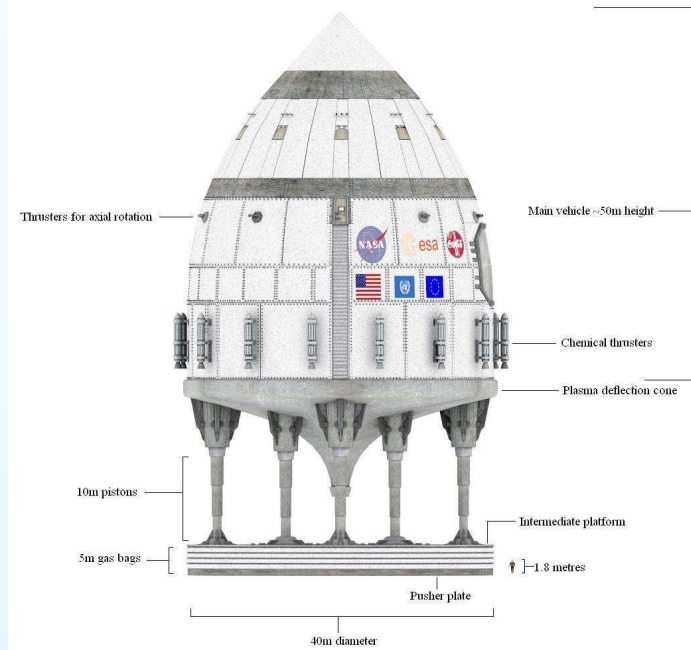 Thrusters for axial rotation
Main vehicle ~50m height
NASA
esa
Chemical thrusters
Plasma deflection cone
10m pistons
Intermediate platform
5m gas bags
1.8 metres
Pusher plate
40m diameter